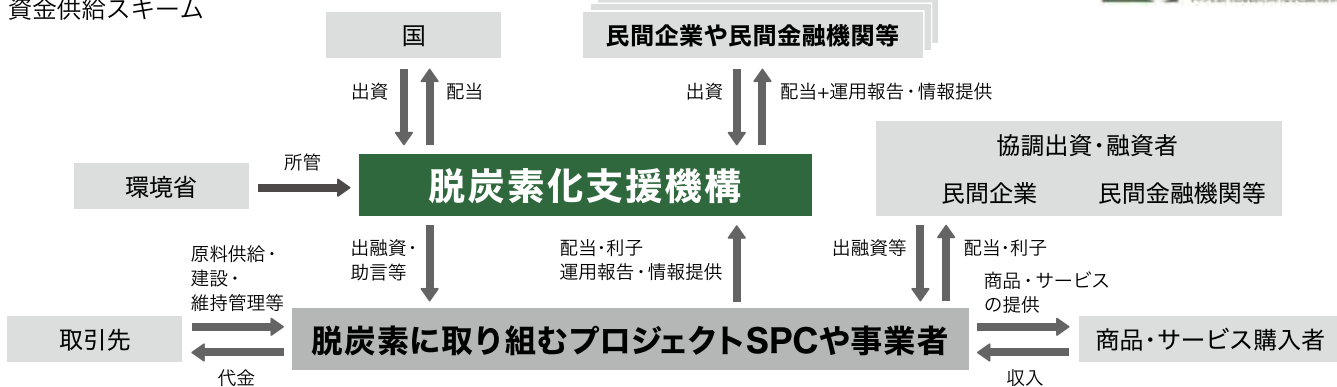 資金供給スキーム
国
民間企業や民間金融機関等
出資
配当
出資
配当+運用報告・情報提供
協調出資・融資者
民間企業
民間金融機関等
環境省
所管
脱炭素化支援機構
原料供給・
建設・
維持管理等
出融資・
助言等
配当・利子
運用報告・情報提供
出融資等
配当・利子
商品・サービス
の提供
取引先
脱炭素に取り組むプロジェクトSPCや事業者
商品・サービス購入者
代金
収入